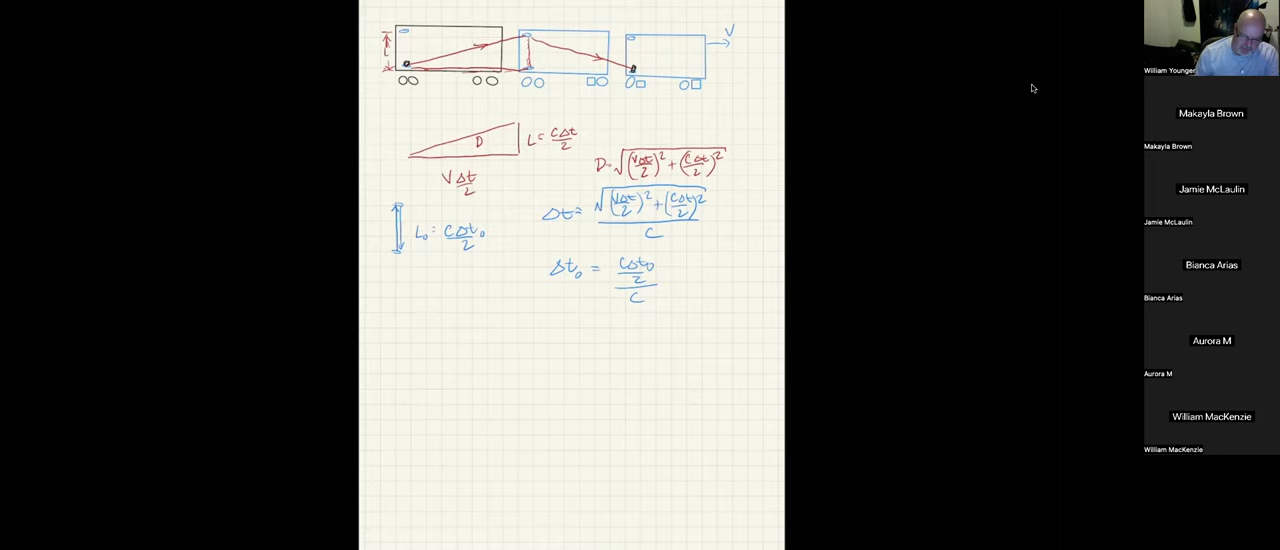 V
L
D
L = CΔt/2
VΔt/2
D = √((VΔt/2)² + (CΔt/2)²)
Δt = √((VΔt/2)² + (CΔt/2)²) / C
L₀ = CΔt₀/2
Δt₀ = (CΔt₀/2) / C
William Younger
Makayla Brown
Makayla Brown
Jamie McLaulin
Jamie McLaulin
Bianca Arias
Bianca Arias
Aurora M
Aurora M
William MacKenzie
William MacKenzie